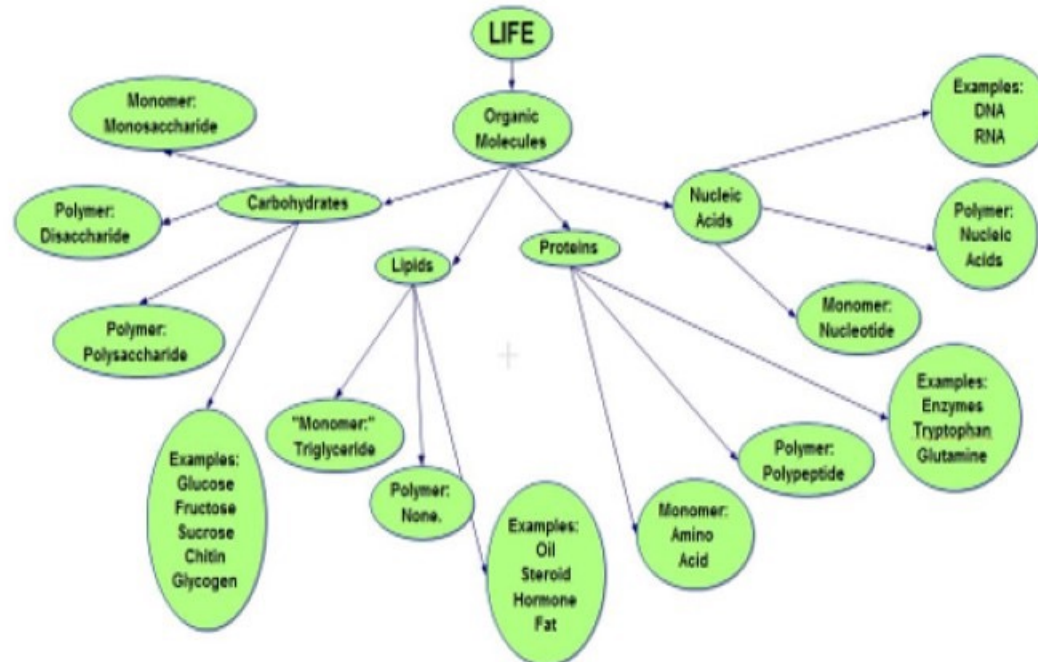 LIFE
Organic
Molecules
Monomer:
Monosaccharide
Carbohydrates
Polymer:
Disaccharide
Polymer:
Polysaccharide
Examples:
Glucose
Fructose
Sucrose
Chitin
Glycogen
Lipids
"Monomer:"
Triglyceride
Polymer:
None.
Examples:
Oil
Steroid
Hormone
Fat
Proteins
Monomer:
Amino
Acid
Polymer:
Polypeptide
Examples:
Enzymes
Tryptophan
Glutamine
Nucleic
Acids
Examples:
DNA
RNA
Polymer:
Nucleic
Acids
Monomer:
Nucleotide